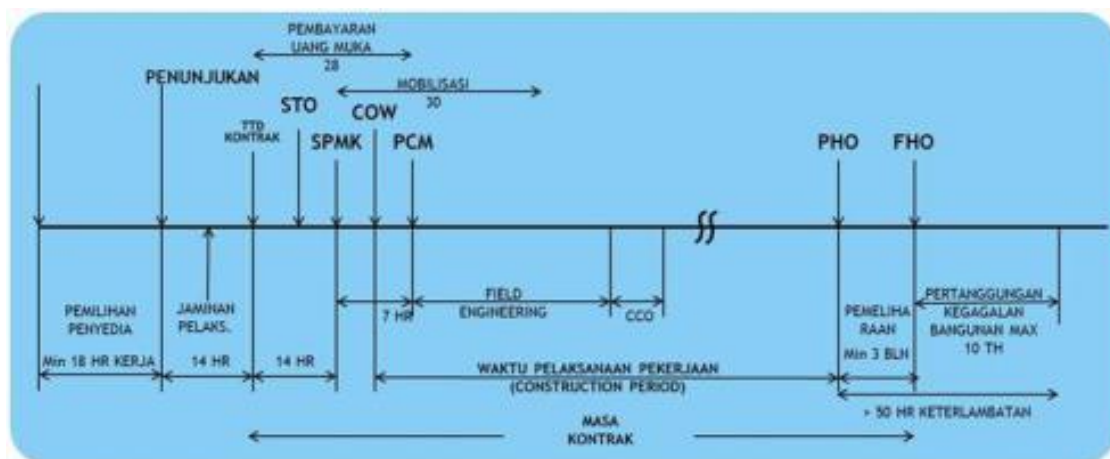 PEMBAYARAN
UANG MUKA
28
PENUNJUKAN
MOBILISASI
30
STO
COW
TTD
KONTRAK
SPMK
PCM
PHO
FHO
PEMILIHAN
PENYEDIA
JAMINAN
PELAKS.
7 HR
FIELD
ENGINEERING
CCO
PEMELIHA
RAAN
PERTANGGUNGAN
KEGAGALAN
BANGUNAN MAX
10 TH
Min 18 HR KERJA
14 HR
14 HR
Min 3 BLN
WAKTU PELAKSANAAN PEKERJAAN
(CONSTRUCTION PERIOD)
> 50 HR KETERLAMBATAN
MASA
KONTRAK